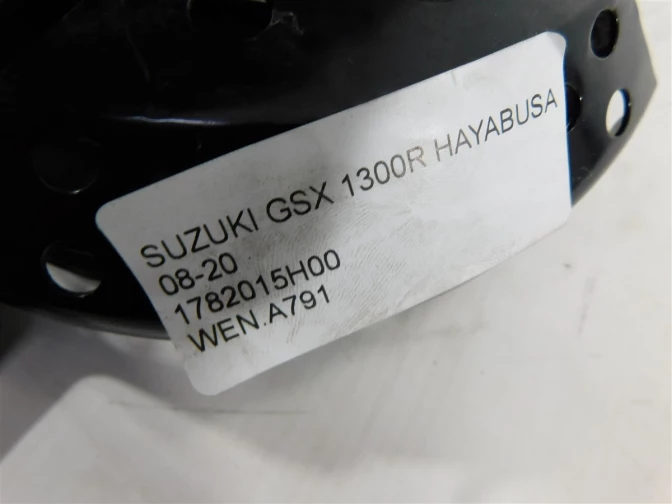 SUZUKI GSX 1300R HAYABUSA
08-20
1782015H00
WEN.A791